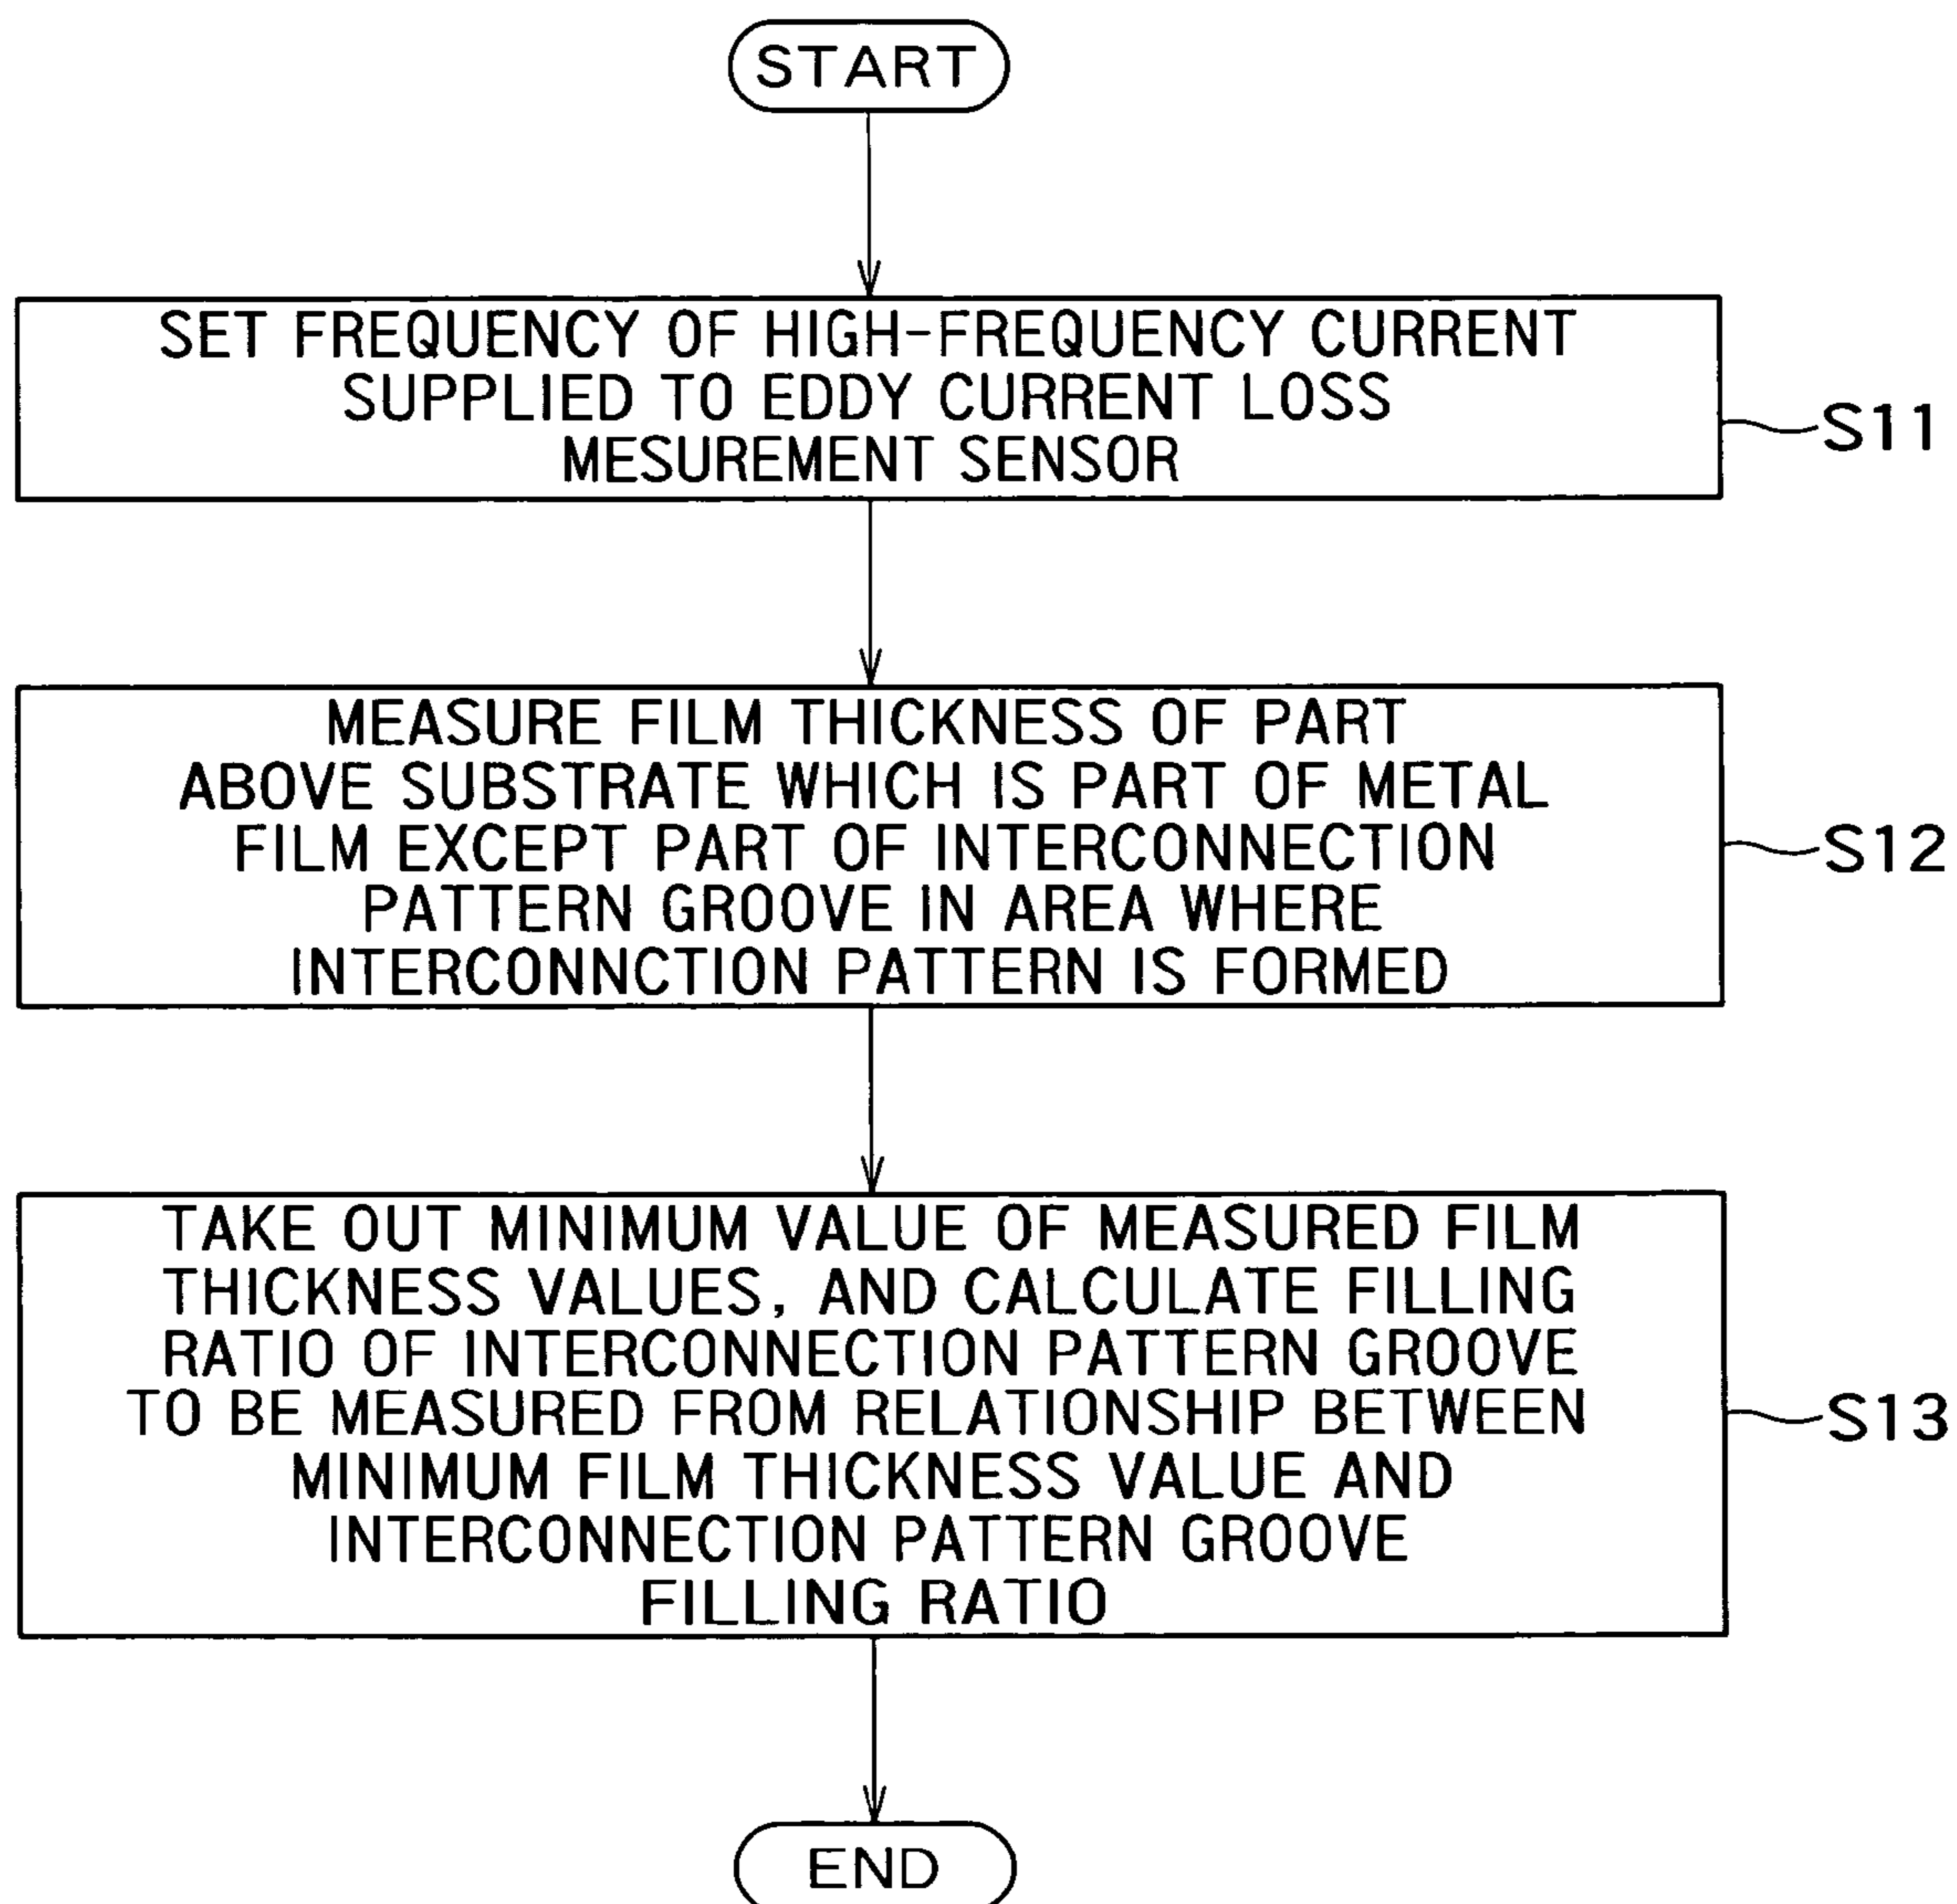 START
SET FREQUENCY OF HIGH-FREQUENCY CURRENT
SUPPLIED TO EDDY CURRENT LOSS
MESUREMENT SENSOR
S11
MEASURE FILM THICKNESS OF PART
ABOVE SUBSTRATE WHICH IS PART OF METAL
FILM EXCEPT PART OF INTERCONNECTION
PATTERN GROOVE IN AREA WHERE
INTERCONNCTION PATTERN IS FORMED
S12
TAKE OUT MINIMUM VALUE OF MEASURED FILM
THICKNESS VALUES, AND CALCULATE FILLING
RATIO OF INTERCONNECTION PATTERN GROOVE
TO BE MEASURED FROM RELATIONSHIP BETWEEN
MINIMUM FILM THICKNESS VALUE AND
INTERCONNECTION PATTERN GROOVE
FILLING RATIO
S13
END